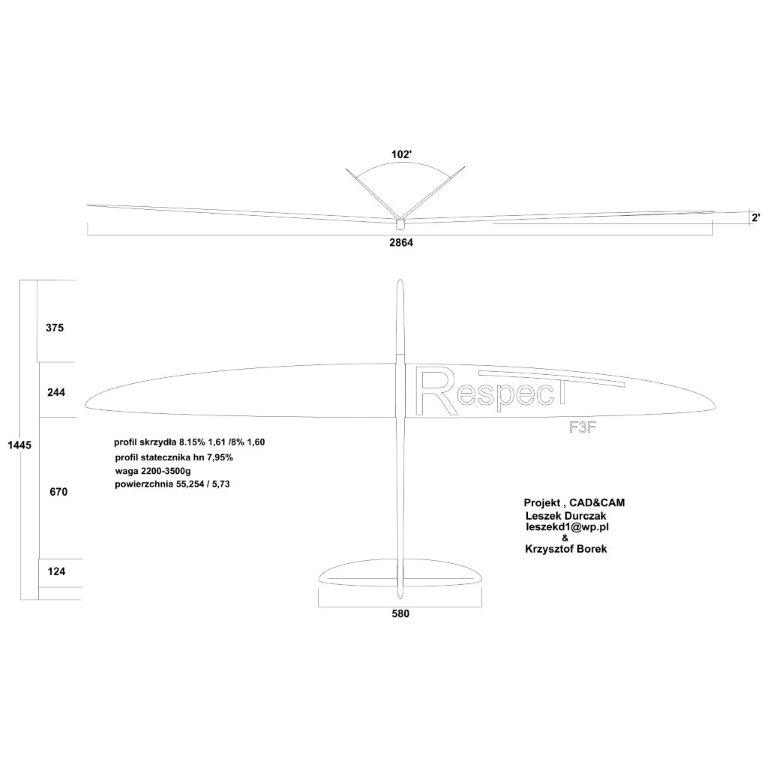 102'
2'
2864
375
244
RespecT
F3F
1445
profil skrzydła 8.15% 1,61 /8% 1,60
profil statecznika hn 7,95%
waga 2200-3500g
powierzchnia 55,254 / 5,73
670
Projekt , CAD&CAM
Leszek Durczak
leszekd1@wp.pl
&
Krzysztof Borek
124
580